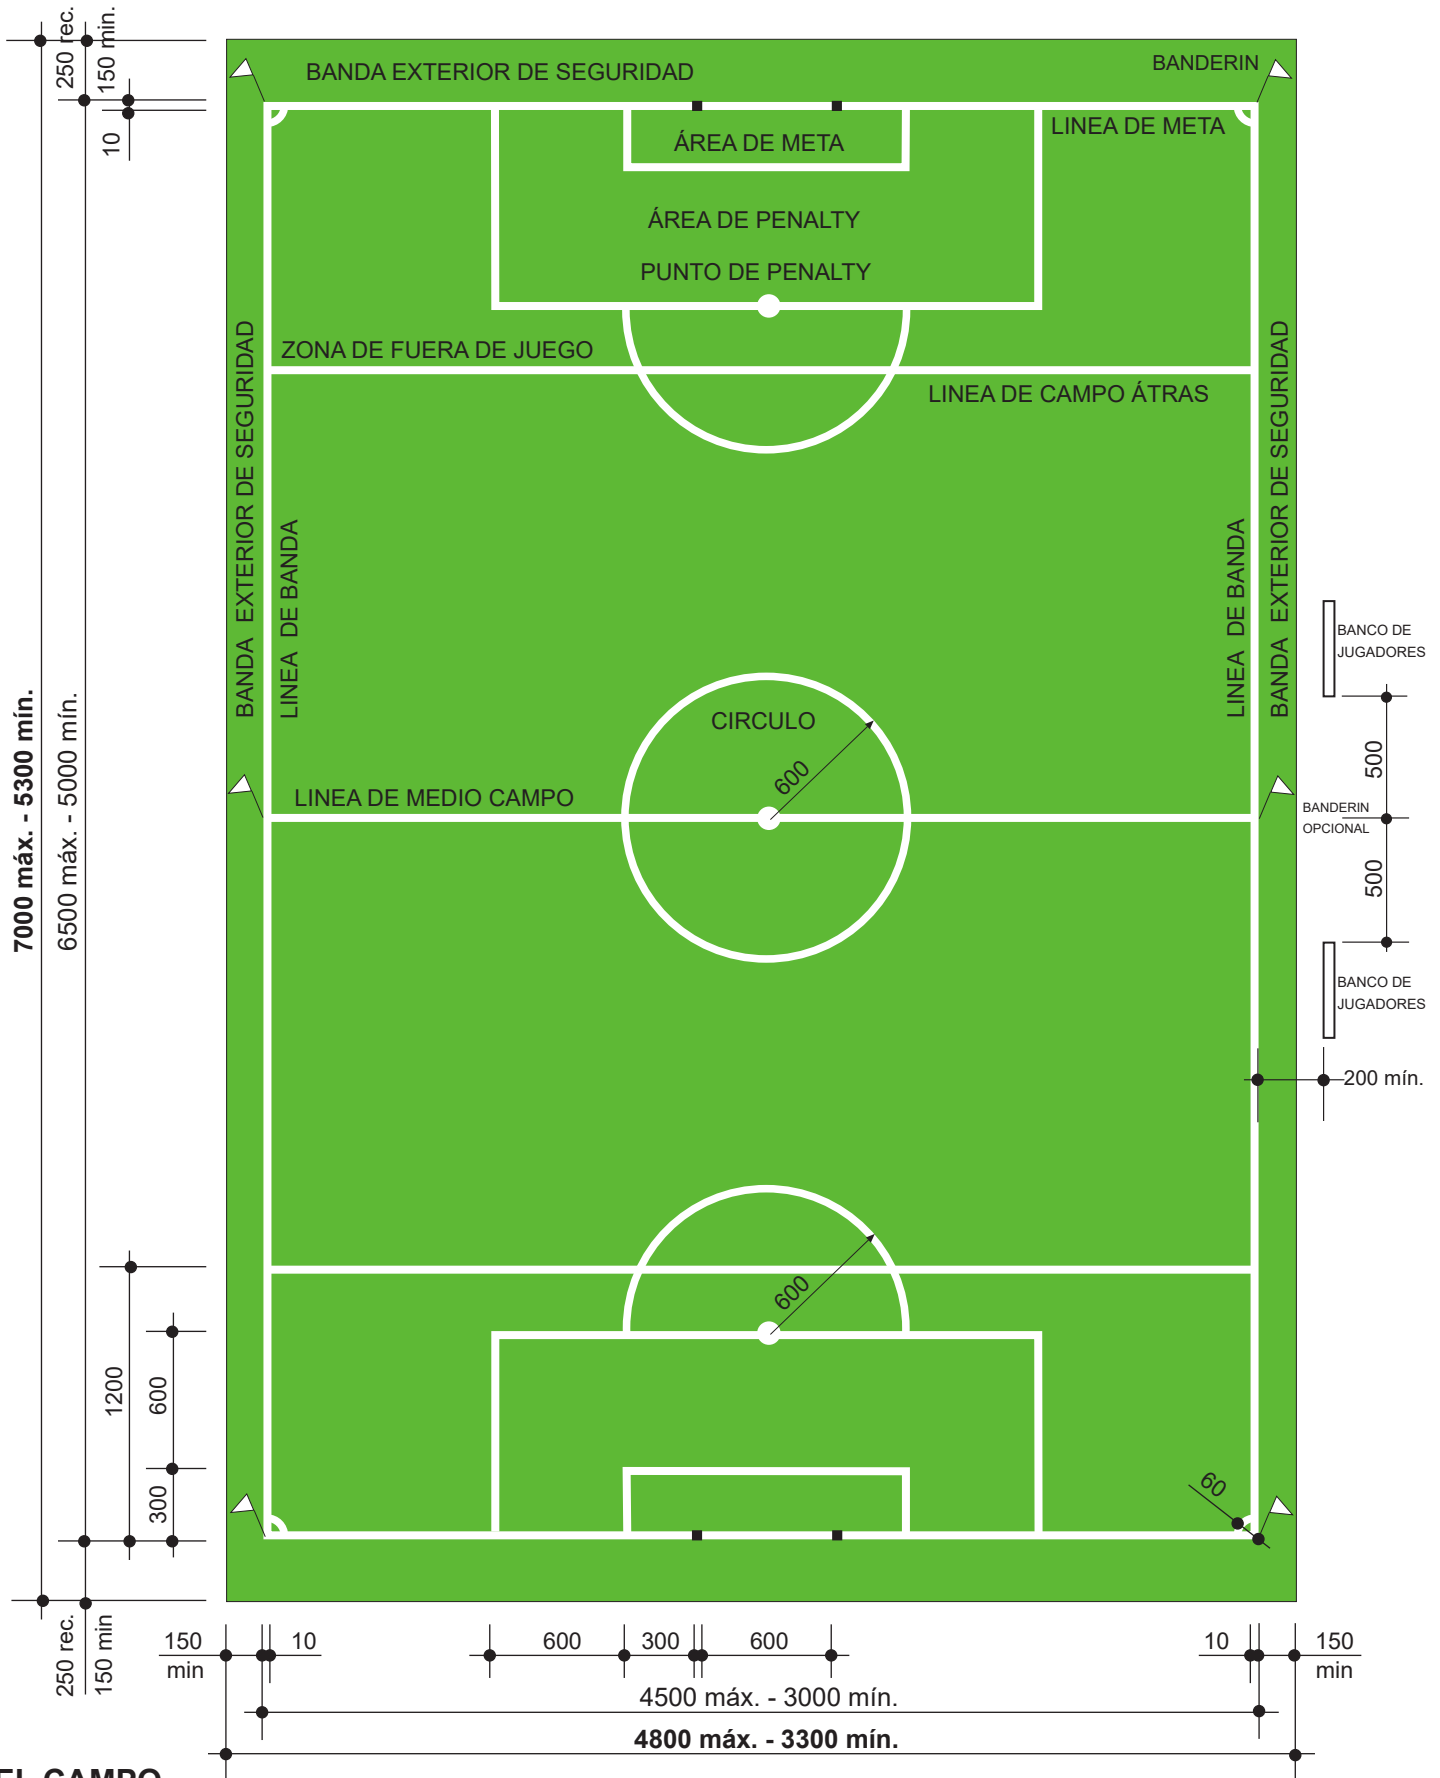 250 rec.
150 min.
10
BANDA EXTERIOR DE SEGURIDAD
BANDERIN
ÁREA DE META
LINEA DE META
ÁREA DE PENALTY
PUNTO DE PENALTY
ZONA DE FUERA DE JUEGO
LINEA DE CAMPO ÁTRAS
BANDA EXTERIOR DE SEGURIDAD
LINEA DE BANDA
LINEA DE BANDA
BANDA EXTERIOR DE SEGURIDAD
BANCO DE
JUGADORES
7000 máx. - 5300 mín.
6500 máx. - 5000 mín.
CIRCULO
600
500
LINEA DE MEDIO CAMPO
BANDERIN
OPCIONAL
500
BANCO DE
JUGADORES
200 mín.
600
1200
600
300
60
250 rec.
150 min
150
min
10
600
300
600
10
150
min
4500 máx. - 3000 mín.
4800 máx. - 3300 mín.
EL CAMPO